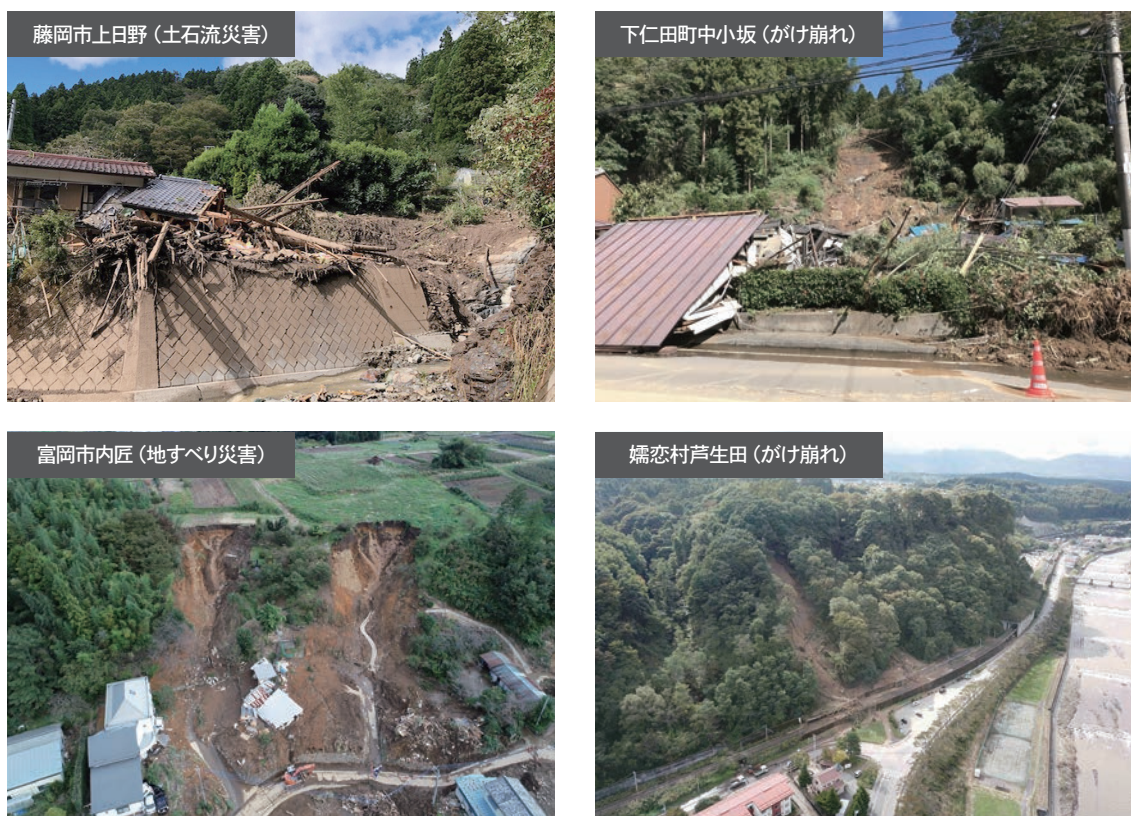 藤岡市上日野（土石流災害）
下仁田町中小坂（がけ崩れ）
富岡市内匠（地すべり災害）
嬬恋村芦生田（がけ崩れ）